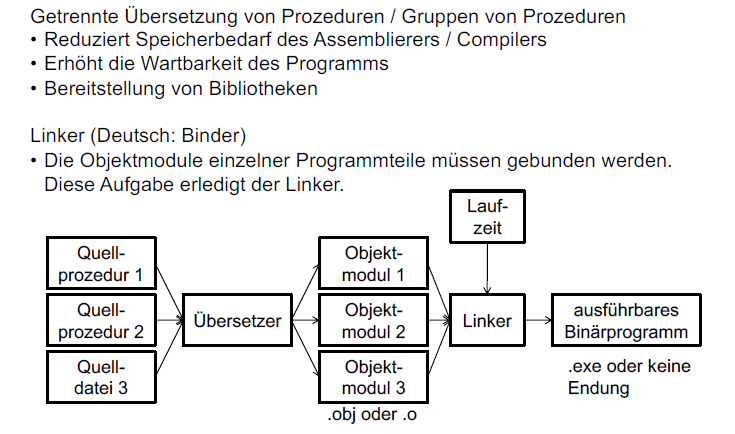 Getrennte Übersetzung von Prozeduren / Gruppen von Prozeduren
• Reduziert Speicherbedarf des Assemblierers / Compilers
• Erhöht die Wartbarkeit des Programms
• Bereitstellung von Bibliotheken
Linker (Deutsch: Binder)
• Die Objektmodule einzelner Programmteile müssen gebunden werden.
Diese Aufgabe erledigt der Linker.
Lauf-
zeit
Quell-
prozedur 1
Quell-
prozedur 2
Quell-
datei 3
Übersetzer
Objekt-
modul 1
Objekt-
modul 2
Objekt-
modul 3
.obj oder .o
Linker
ausführbares
Binärprogramm
.exe oder keine
Endung